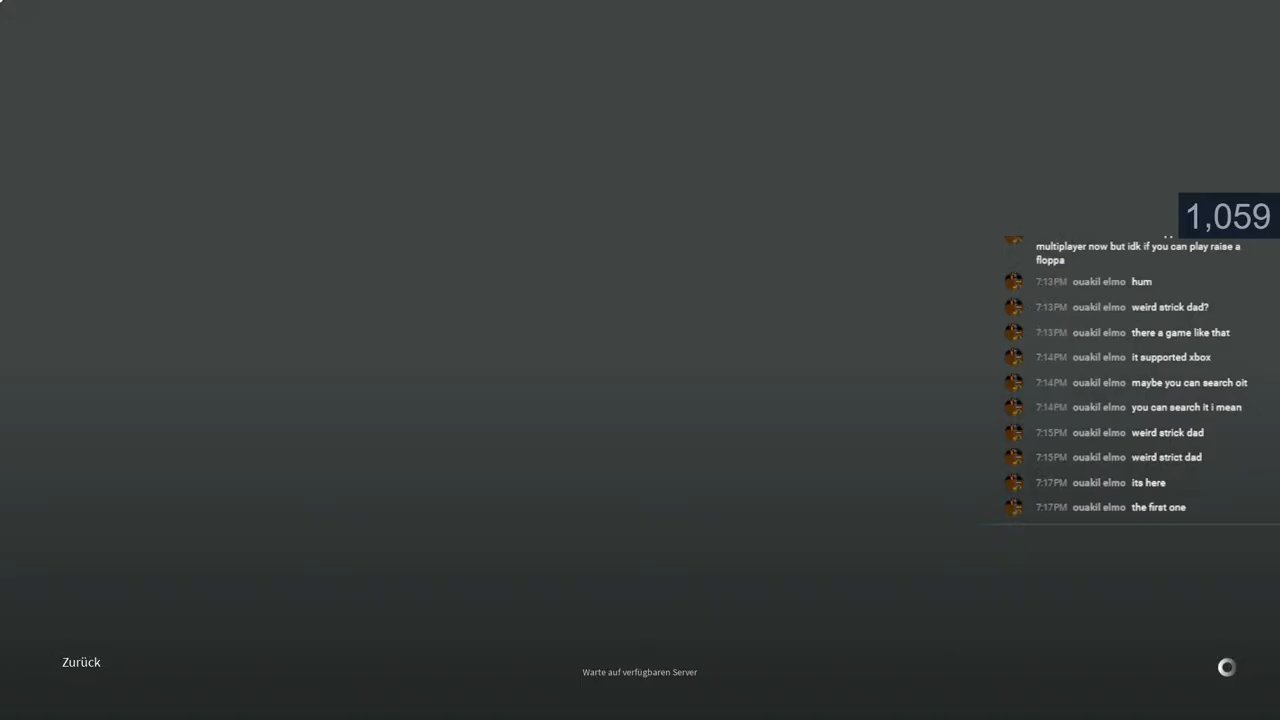 1,059
multiplayer now but idk if you can play raise a
floppa
7:13PM ouakil elmo hum
7:13PM ouakil elmo weird strick dad?
7:13PM ouakil elmo there a game like that
7:14PM ouakil elmo it supported xbox
7:14PM ouakil elmo maybe you can search oit
7:14PM ouakil elmo you can search it i mean
7:15PM ouakil elmo weird strick dad
7:15PM ouakil elmo weird strict dad
7:17PM ouakil elmo its here
7:17PM ouakil elmo the first one
Zurück
Warte auf verfügbaren Server